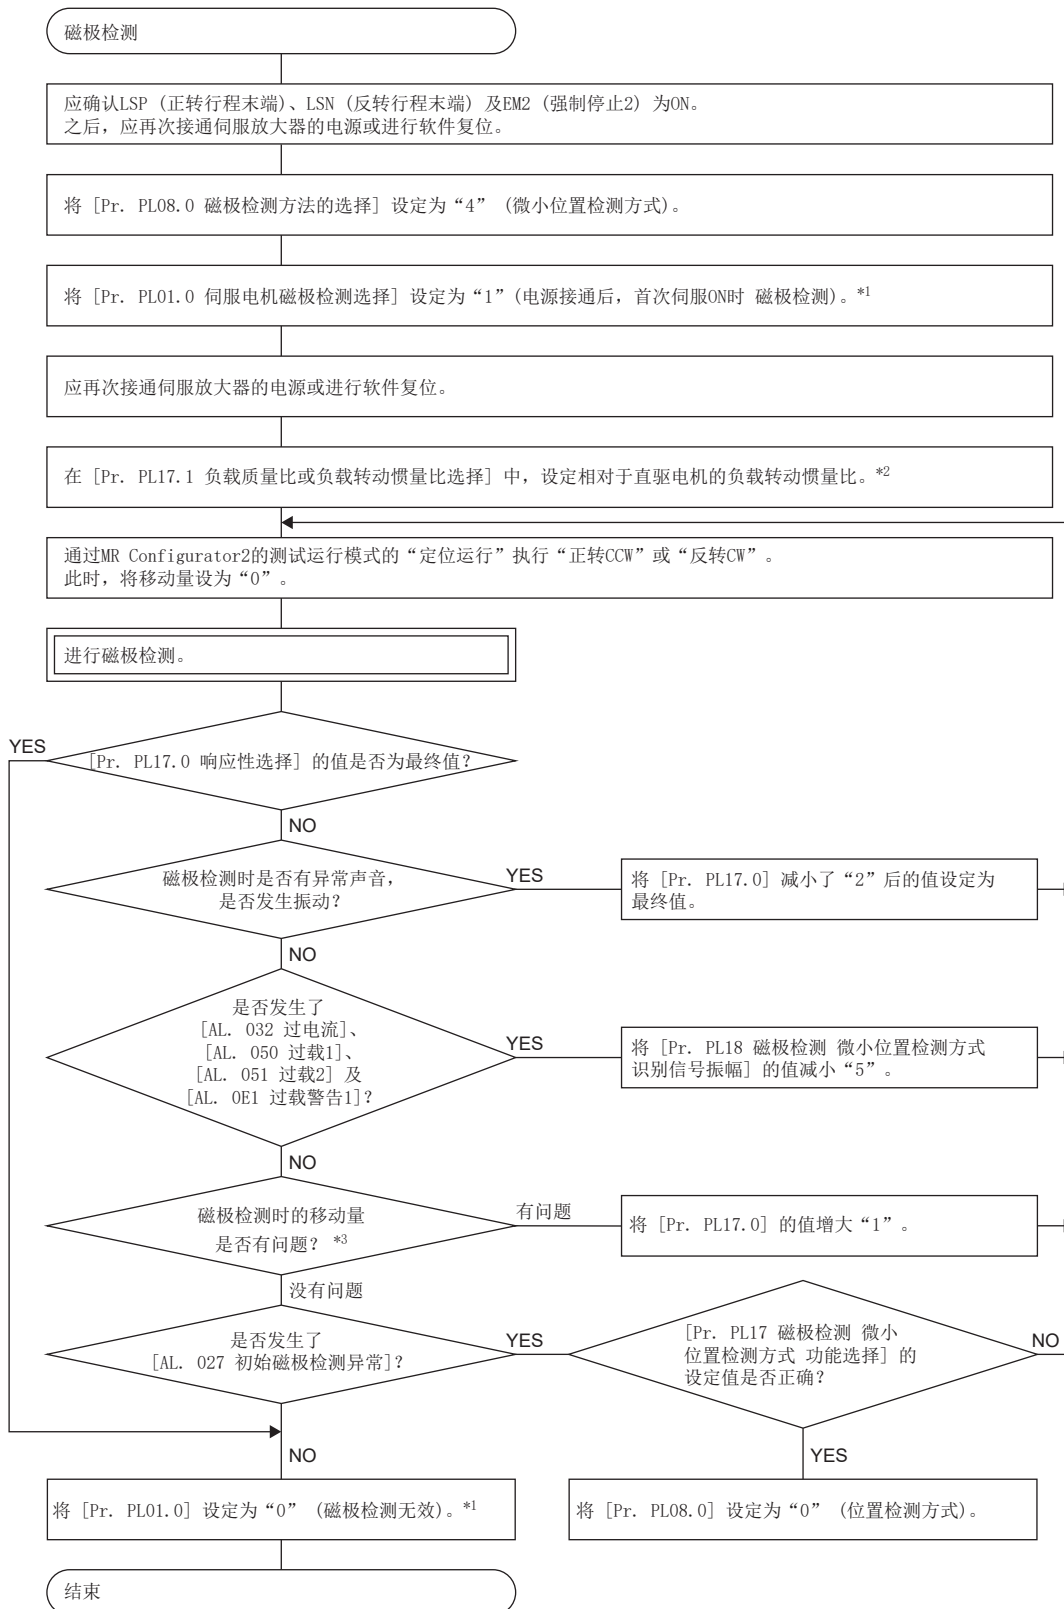 磁极检测
应确认LSP (正转行程末端)、LSN (反转行程末端) 及EM2 (强制停止2) 为ON。
之后，应再次接通伺服放大器的电源或进行软件复位。
将 [Pr. PL08.0 磁极检测方法的选择] 设定为“4” (微小位置检测方式)。
将 [Pr. PL01.0 伺服电机磁极检测选择] 设定为“1” (电源接通后，首次伺服ON时 磁极检测)。*1
应再次接通伺服放大器的电源或进行软件复位。
在 [Pr. PL17.1 负载质量比或负载转动惯量比选择] 中，设定相对于直驱电机的负载转动惯量比。*2
通过MR Configurator2的测试运行模式的“定位运行”执行“正转CCW”或“反转CW”。
此时，将移动量设为“0”。
进行磁极检测。
YES
[Pr. PL17.0 响应性选择] 的值是否为最终值？
NO
磁极检测时是否有异常声音，
是否发生振动？
YES
将 [Pr. PL17.0] 减小了“2”后的值设定为
最终值。
NO
是否发生了
[AL. 032 过电流]、
[AL. 050 过载1]、
[AL. 051 过载2] 及
[AL. 0E1 过载警告1]？
YES
将 [Pr. PL18 磁极检测 微小位置检测方式
识别信号振幅] 的值减小“5”。
NO
磁极检测时的移动量
是否有问题？ *3
有问题
将 [Pr. PL17.0] 的值增大“1”。
没有问题
是否发生了
[AL. 027 初始磁极检测异常]？
YES
[Pr. PL17 磁极检测 微小
位置检测方式 功能选择] 的
设定值是否正确？
NO
NO
YES
将 [Pr. PL01.0] 设定为“0” (磁极检测无效)。*1
将 [Pr. PL08.0] 设定为“0” (位置检测方式)。
结束